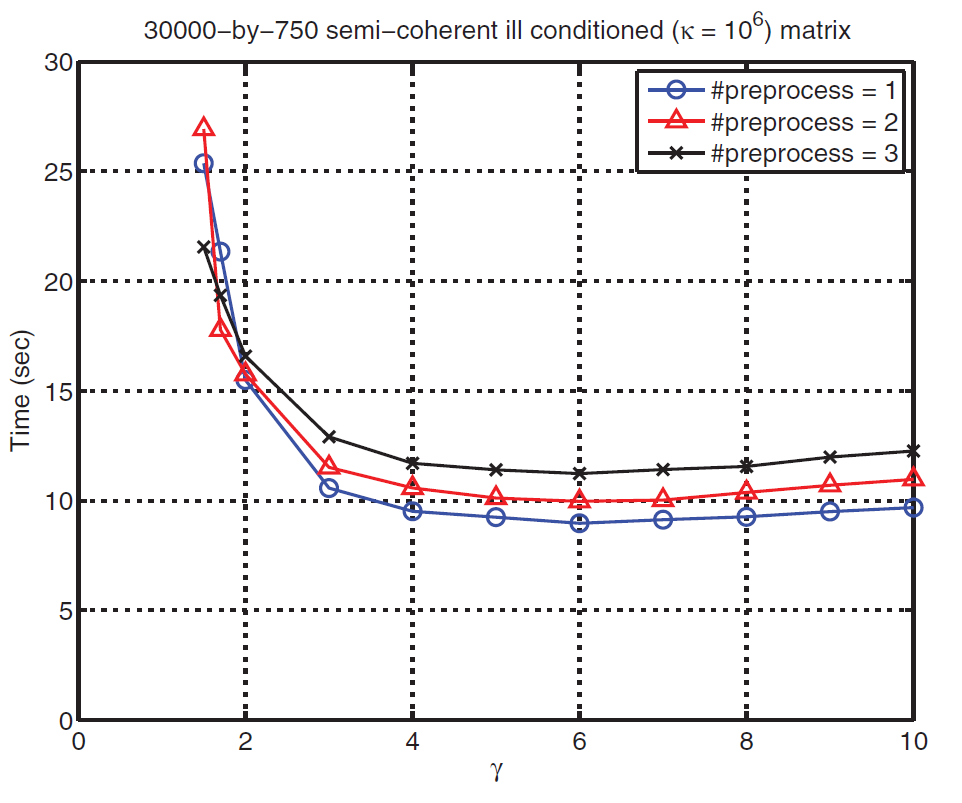 30000−by−750 semi−coherent ill conditioned (κ = 10^6) matrix
#preprocess = 1
#preprocess = 2
#preprocess = 3
Time (sec)
30
25
20
15
10
5
0
0 2 4 6 8 10
γ